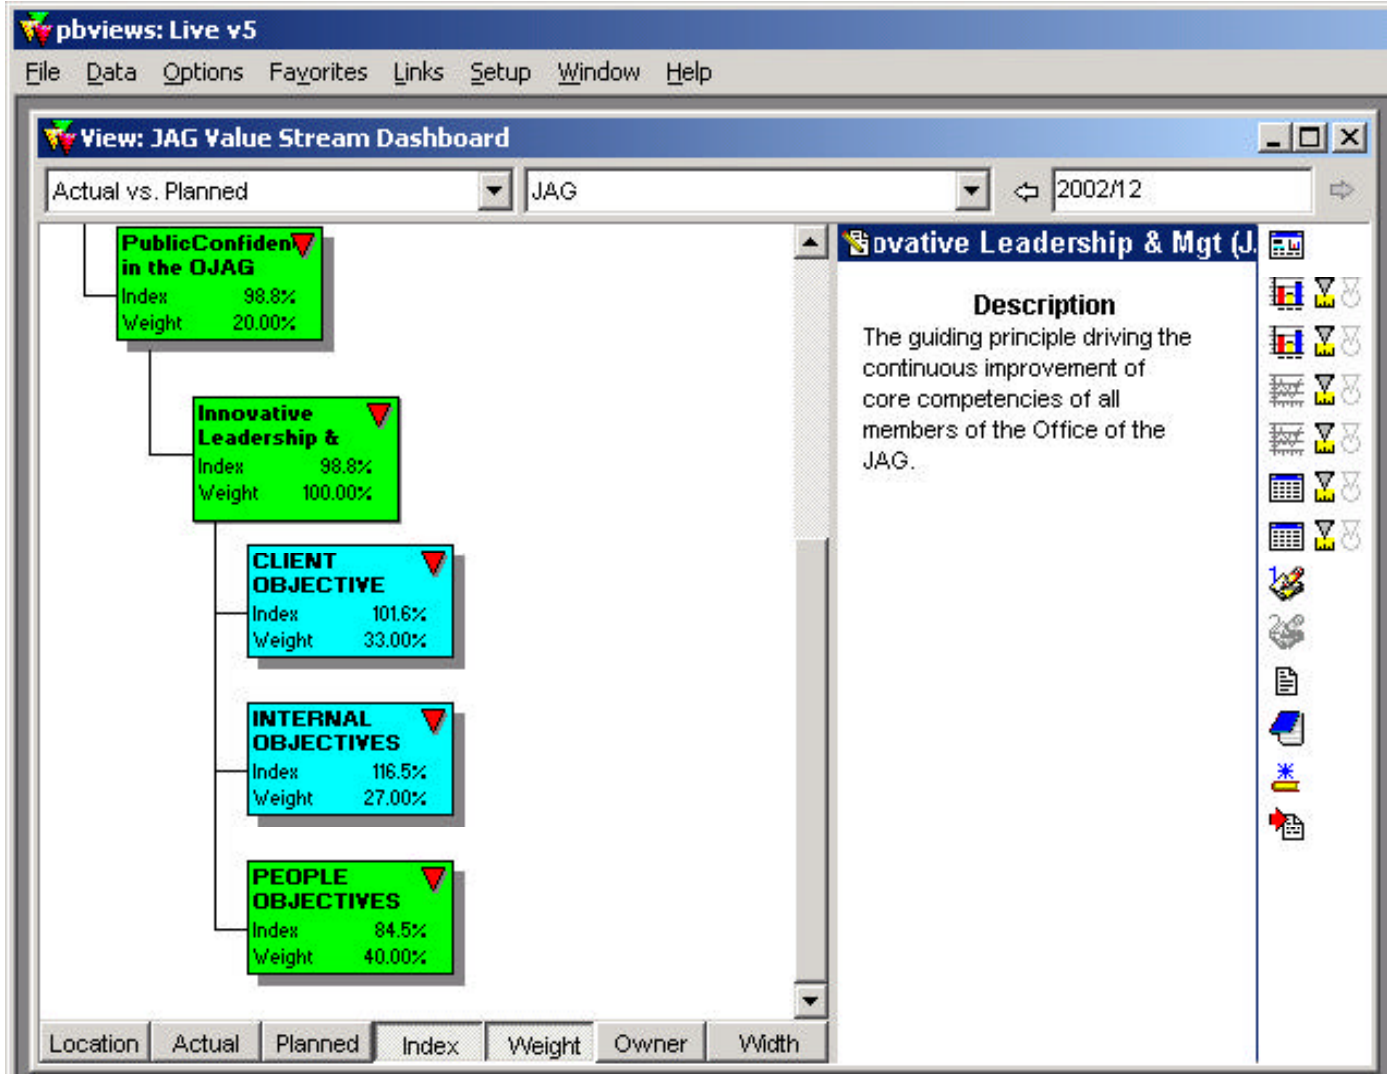 pbviews: Live v5
File Data Options Favorites Links Setup Window Help
View: JAG Value Stream Dashboard
Actual vs. Planned JAG 2002/12
PublicConfiden
in the OJAG
Index 98.8%
Weight 20.00%
Innovative
Leadership &
Index 98.8%
Weight 100.00%
CLIENT
OBJECTIVE
Index 101.6%
Weight 33.00%
INTERNAL
OBJECTIVES
Index 116.5%
Weight 27.00%
PEOPLE
OBJECTIVES
Index 84.5%
Weight 40.00%
ovative Leadership & Mgt (J
Description
The guiding principle driving the
continuous improvement of
core competencies of all
members of the Office of the
JAG.
Location Actual Planned Index Weight Owner Width